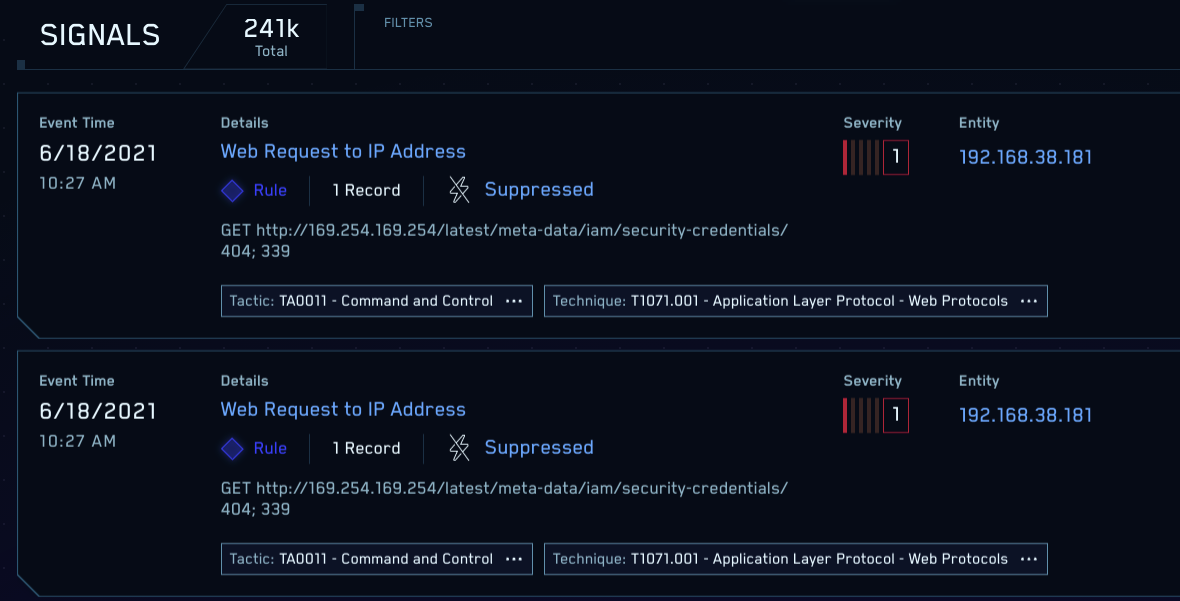 SIGNALS
241k
Total
FILTERS
Event Time
6/18/2021
10:27 AM
Details
Web Request to IP Address
Rule
1 Record
Suppressed
GET http://169.254.169.254/latest/meta-data/iam/security-credentials/
404; 339
Tactic: TA0011 - Command and Control ...
Technique: T1071.001 - Application Layer Protocol - Web Protocols ...
Severity
1
Entity
192.168.38.181
Event Time
6/18/2021
10:27 AM
Details
Web Request to IP Address
Rule
1 Record
Suppressed
GET http://169.254.169.254/latest/meta-data/iam/security-credentials/
404; 339
Tactic: TA0011 - Command and Control ...
Technique: T1071.001 - Application Layer Protocol - Web Protocols ...
Severity
1
Entity
192.168.38.181